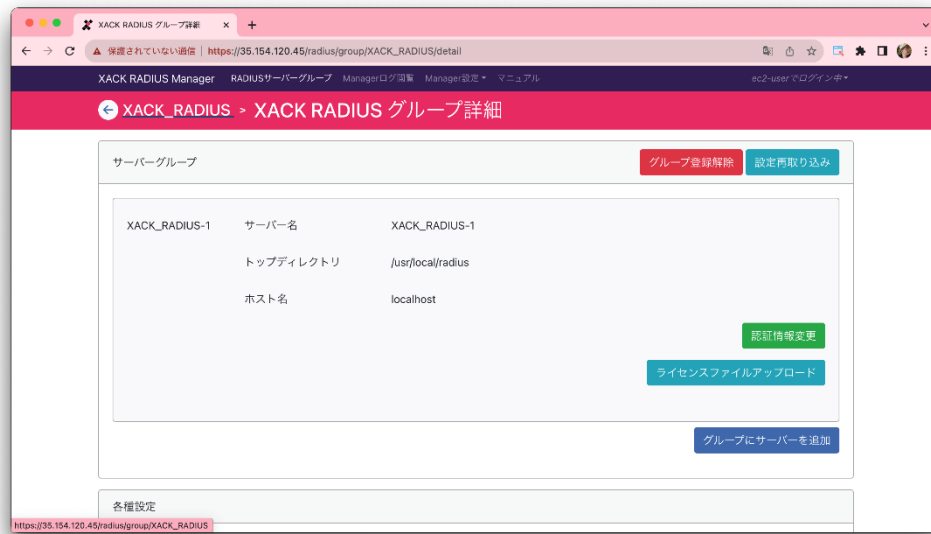 XACK RADIUS グループ詳細
保護されていない通信 | https://35.154.120.45/radius/group/XACK_RADIUS/detail
XACK RADIUS Manager RADIUSサーバーグループ Managerログ閲覧 Manager設定 マニュアル ec2-userでログイン中
XACK_RADIUS > XACK RADIUS グループ詳細
サーバーグループ グループ登録解除 設定再取り込み
XACK_RADIUS-1 サーバー名 XACK_RADIUS-1
トップディレクトリ /usr/local/radius
ホスト名 localhost
認証情報変更
ライセンスファイルアップロード
グループにサーバーを追加
各種設定
https://35.154.120.45/radius/group/XACK_RADIUS